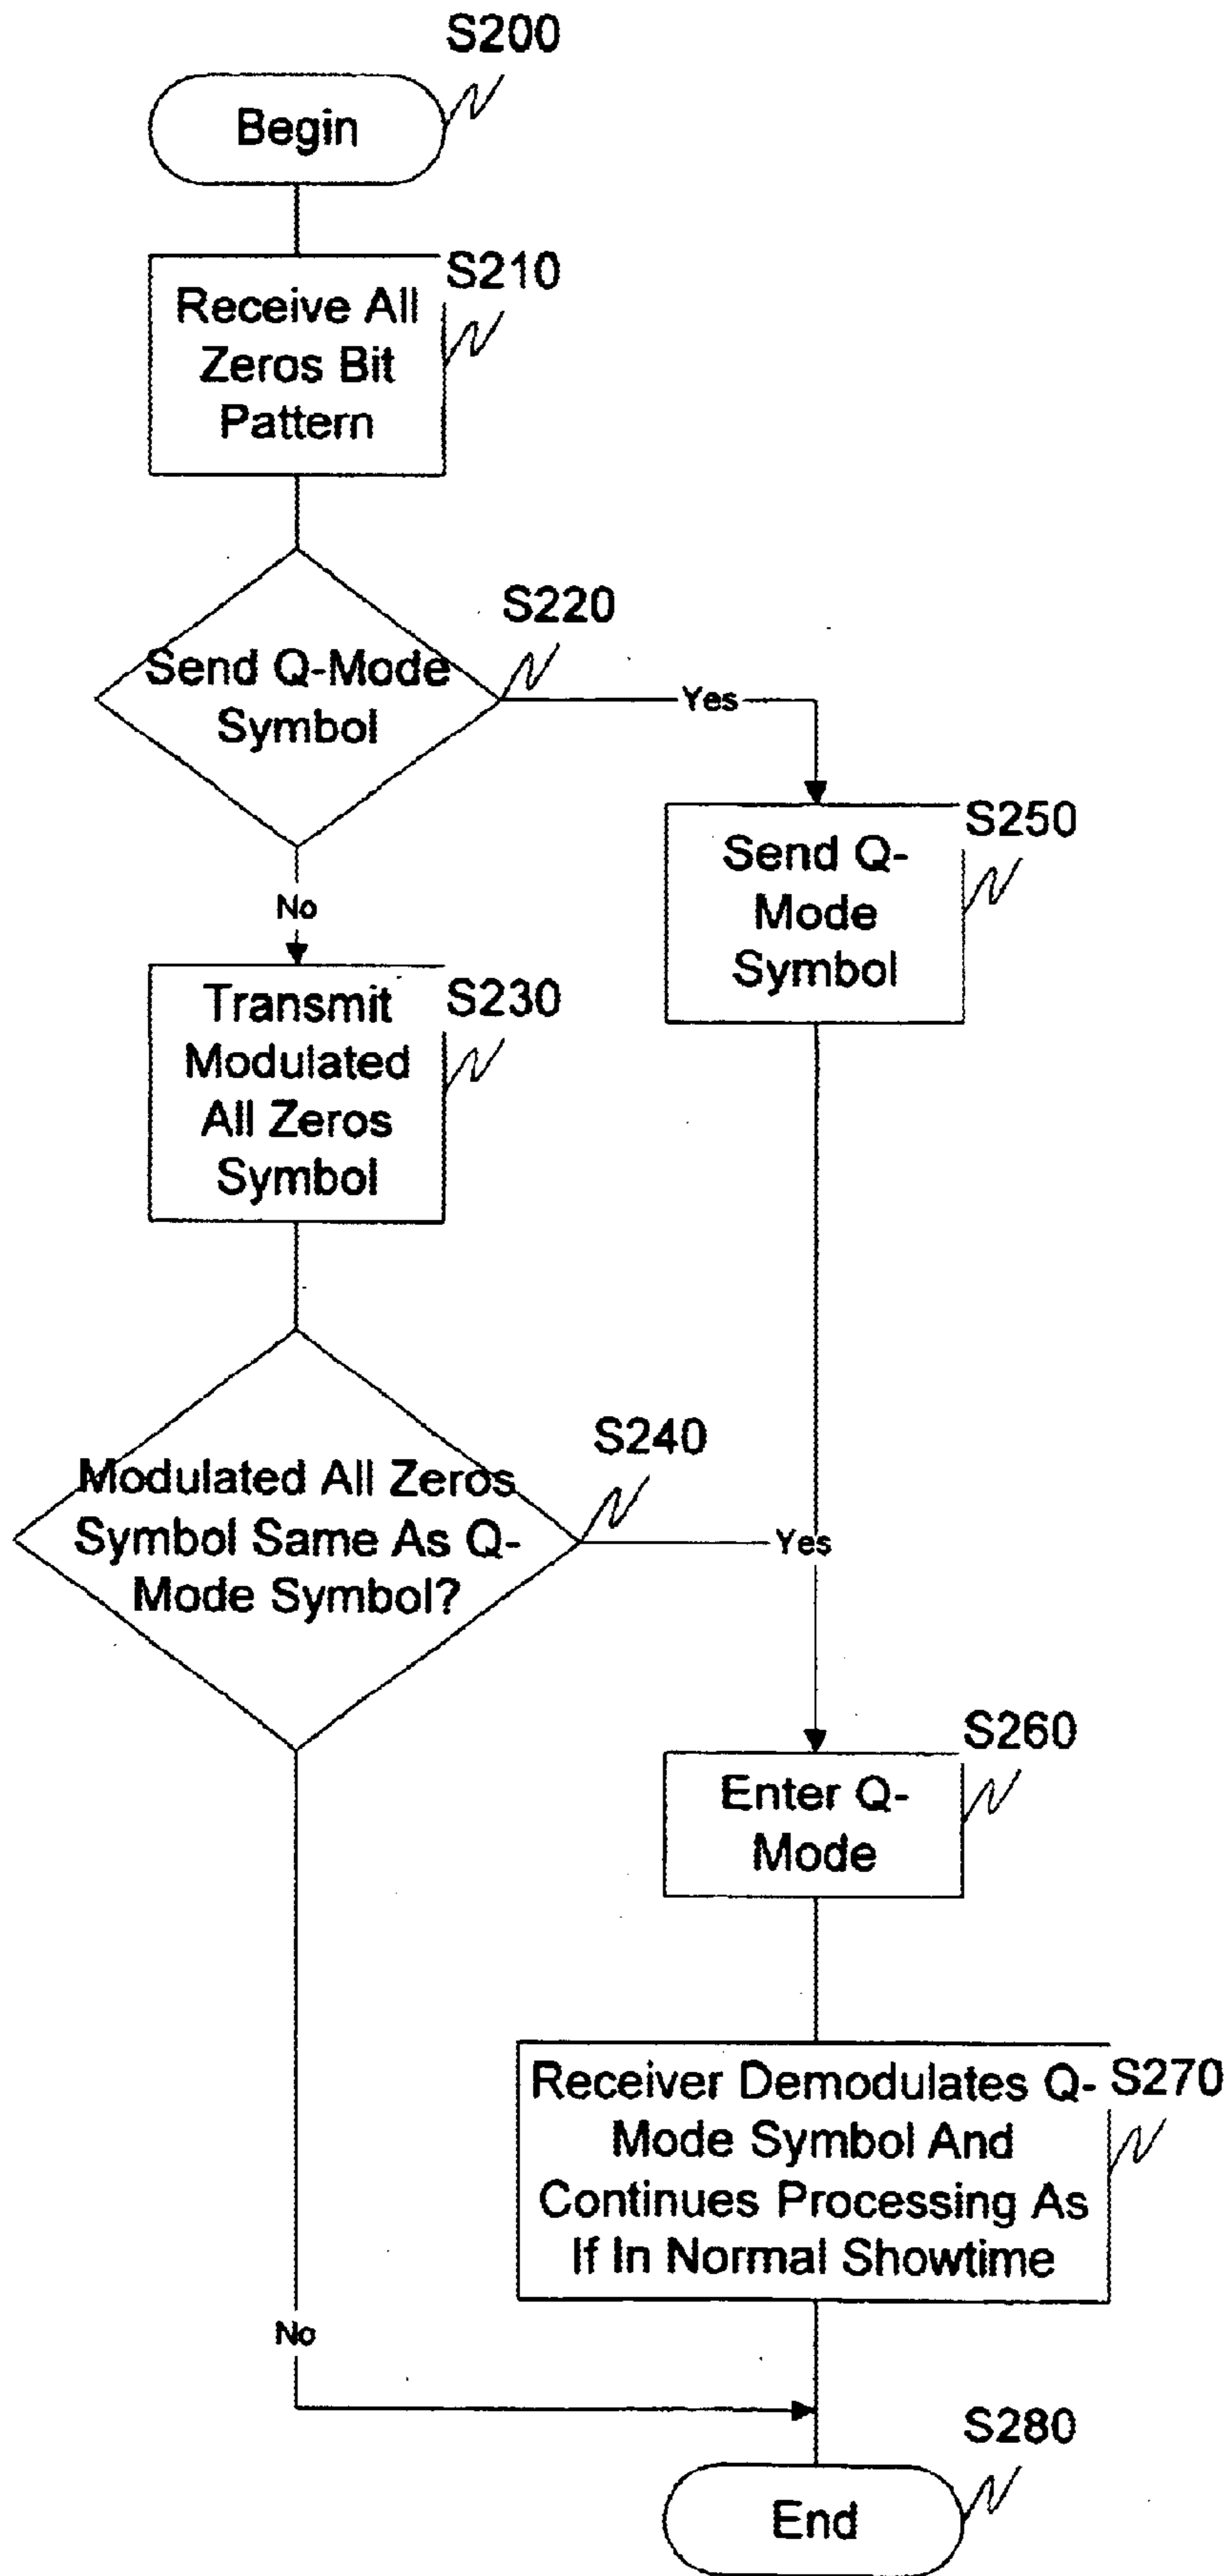 S200
Begin
S210
Receive All
Zeros Bit
Pattern
S220
Send Q-Mode
Symbol
Yes
S250
Send Q-
Mode
Symbol
No
S230
Transmit
Modulated
All Zeros
Symbol
S240
Modulated All Zeros
Symbol Same As Q-
Mode Symbol?
Yes
S260
Enter Q-
Mode
S270
Receiver Demodulates Q-
Mode Symbol And
Continues Processing As
If In Normal Showtime
No
S280
End